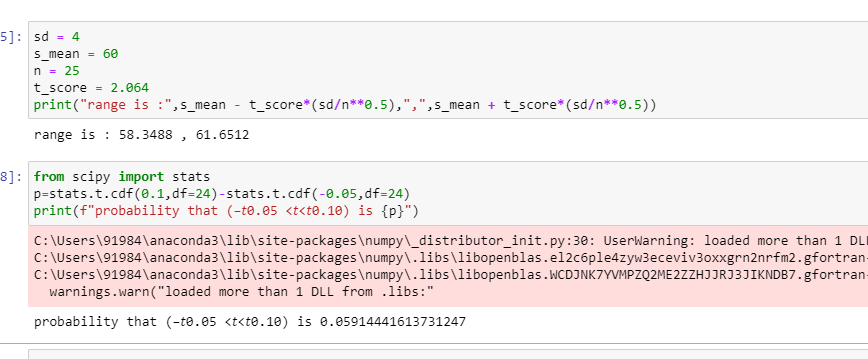 5]: sd = 4
s_mean = 60
n = 25
t_score = 2.064
print("range is :",s_mean - t_score*(sd/n**0.5),",",s_mean + t_score*(sd/n**0.5))
range is : 58.3488 , 61.6512
8]: from scipy import stats
p=stats.t.cdf(0.1,df=24)-stats.t.cdf(-0.05,df=24)
print(f"probability that (−𝑡0.05 <𝑡<𝑡0.10) is {p}")
C:\Users\91984\anaconda3\lib\site-packages\numpy\_distributor_init.py:30: UserWarning: loaded more than 1 DLL
C:\Users\91984\anaconda3\lib\site-packages\numpy\.libs\libopenblas.el2c6ple4zyw3eceviv3oxxgrn2nrfm2.gfortran-
C:\Users\91984\anaconda3\lib\site-packages\numpy\.libs\libopenblas.WCDJNK7YVMPZQ2ME2ZZHJJRJ3JIKNDB7.gfortran-
warnings.warn("loaded more than 1 DLL from .libs:"
probability that (−𝑡0.05 <𝑡<𝑡0.10) is 0.05914441613731247